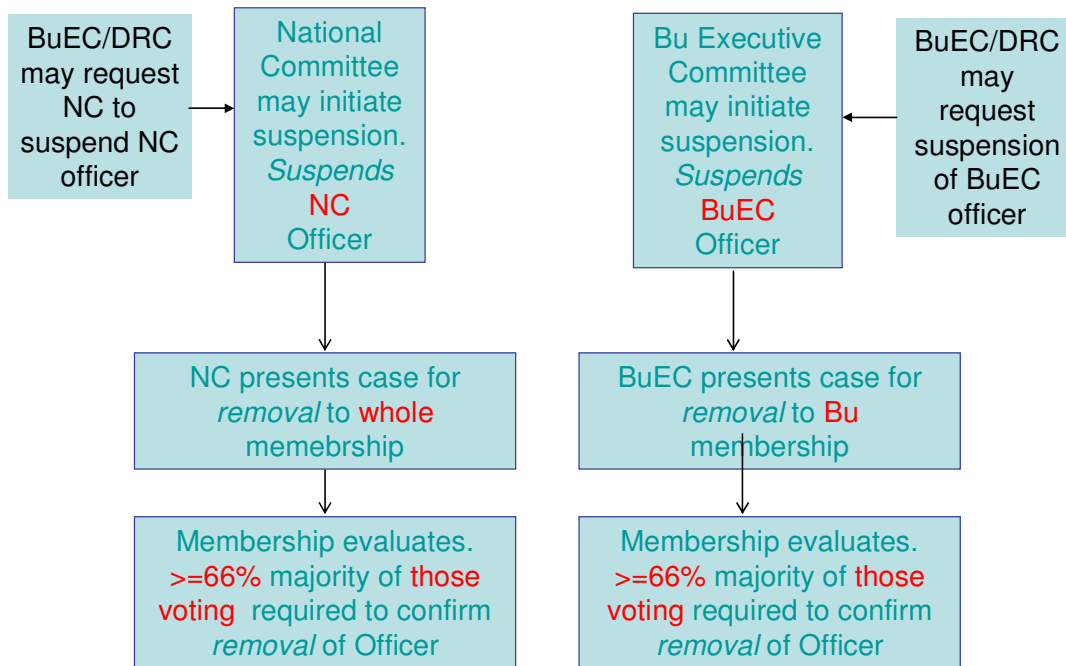 BuEC/DRC
may request
NC to
suspend NC
officer
National
Committee
may initiate
suspension.
Suspends
NC
Officer
Bu Executive
Committee
may initiate
suspension.
Suspends
BuEC
Officer
BuEC/DRC
may
request
suspension
of BuEC
officer
NC presents case for
removal to whole
memebrship
BuEC presents case for
removal to Bu
membership
Membership evaluates.
>=66% majority of those
voting required to confirm
removal of Officer
Membership evaluates.
>=66% majority of those
voting required to confirm
removal of Officer